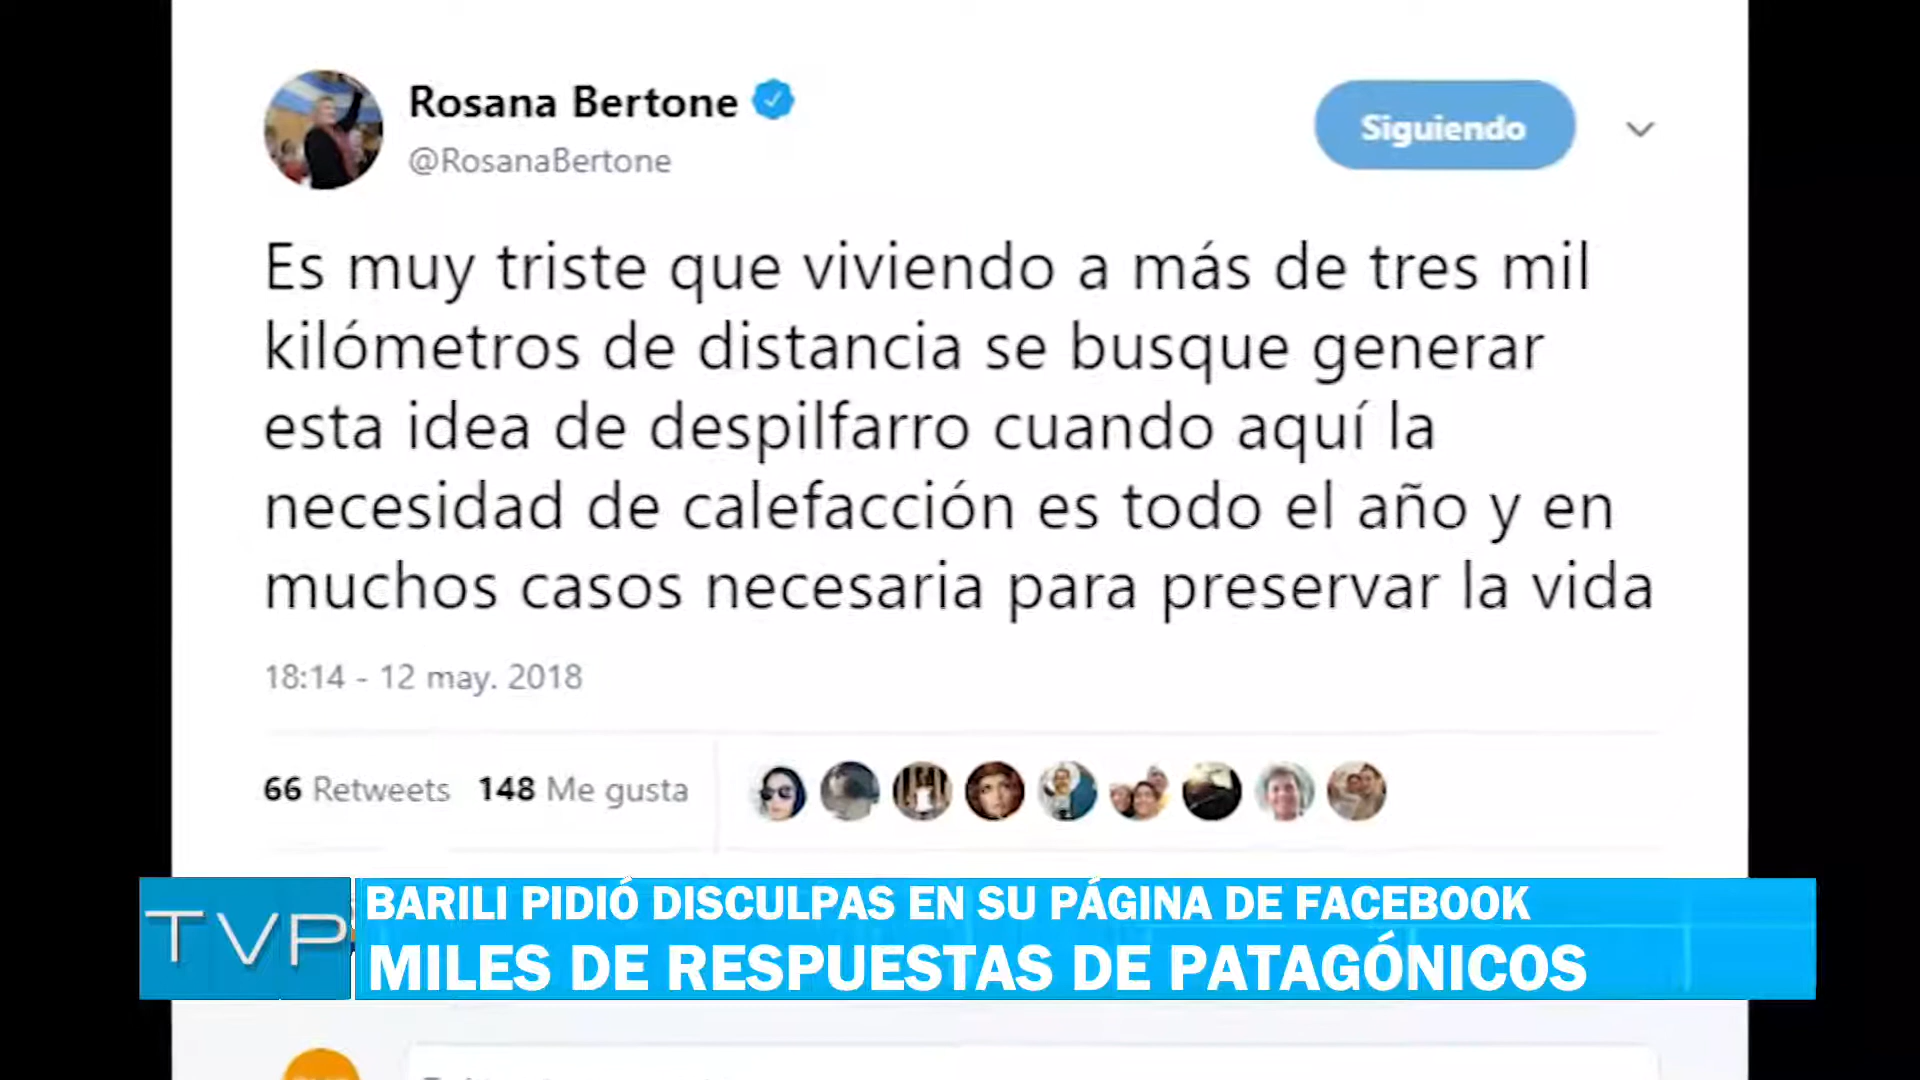 Rosana Bertone
@RosanaBertone
Siguiendo
Es muy triste que viviendo a más de tres mil
kilómetros de distancia se busque generar
esta idea de despilfarro cuando aquí la
necesidad de calefacción es todo el año y en
muchos casos necesaria para preservar la vida
18:14 - 12 may. 2018
66 Retweets 148 Me gusta
TVP
BARILI PIDIÓ DISCULPAS EN SU PÁGINA DE FACEBOOK
MILES DE RESPUESTAS DE PATAGÓNICOS